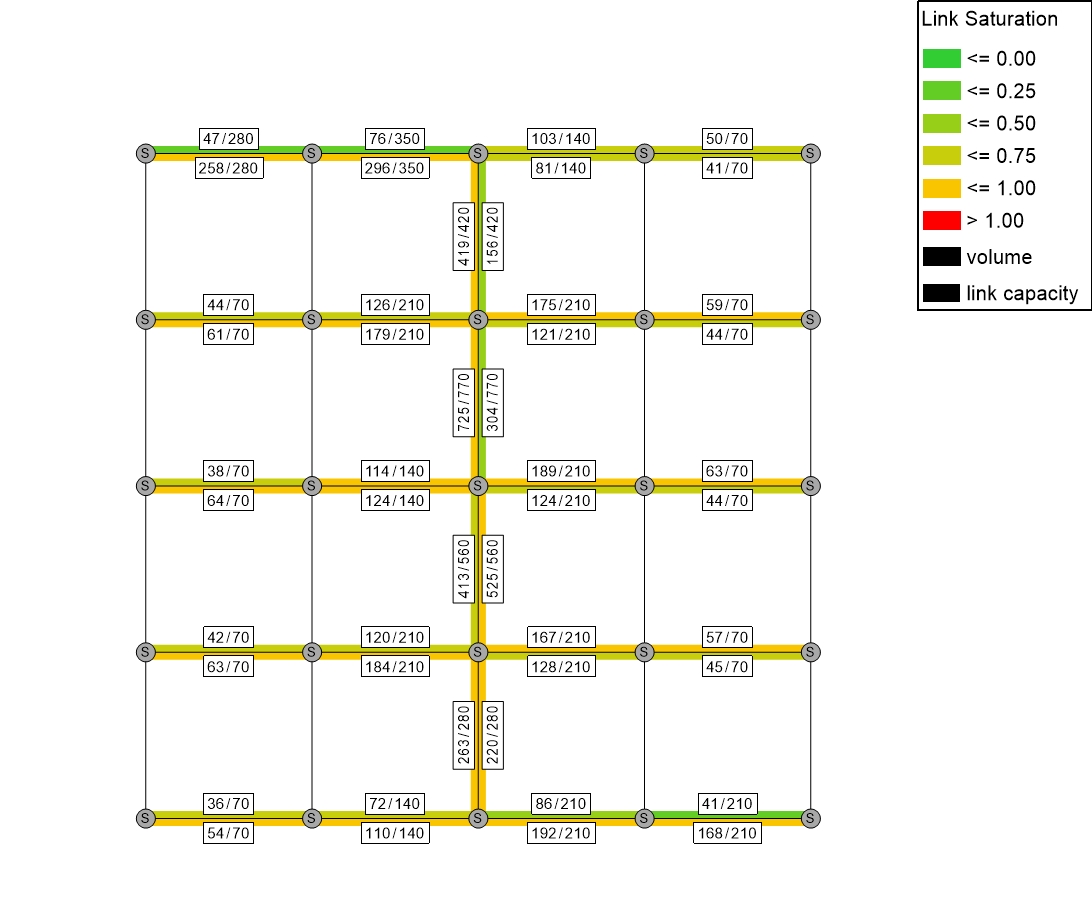 Link Saturation
<= 0.00
<= 0.25
<= 0.50
<= 0.75
<= 1.00
> 1.00
volume
link capacity
47/280
76/350
103/140
50/70
S
S
S
S
S
258/280
296/350
81/140
41/70
419/420
156/420
44/70
126/210
175/210
59/70
S
S
S
S
S
61/70
179/210
121/210
44/70
725/770
304/770
38/70
114/140
189/210
63/70
S
S
S
S
S
64/70
124/140
124/210
44/70
413/560
525/560
42/70
120/210
167/210
57/70
S
S
S
S
S
63/70
184/210
128/210
45/70
263/280
220/280
36/70
72/140
86/210
41/210
S
S
S
S
S
54/70
110/140
192/210
168/210